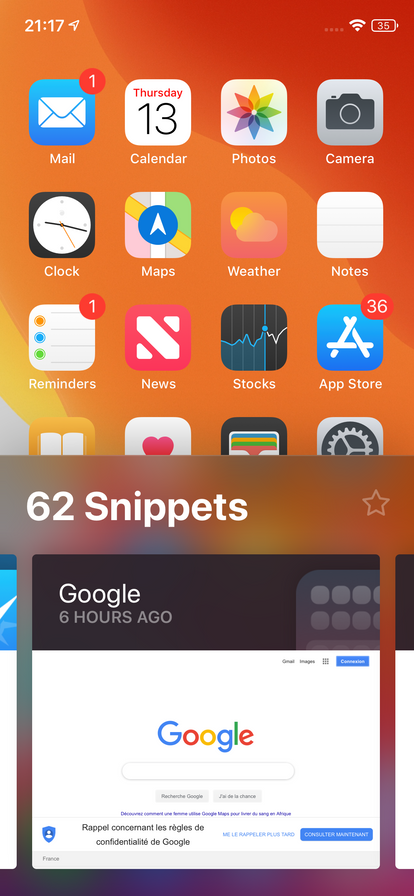 21:17
35
1
Thursday
13
Mail
Calendar
Photos
Camera
Clock
Maps
Weather
Notes
1
36
Reminders
News
Stocks
App Store
62 Snippets
Google
6 HOURS AGO
Gmail Images Connexion
Google
Recherche Google J'ai de la chance
Découvrez comment une femme utilise Google Maps pour livrer du sang en Afrique
Rappel concernant les règles de
confidentialité de Google
ME LE RAPPELER PLUS TARD CONSULTER MAINTENANT
France